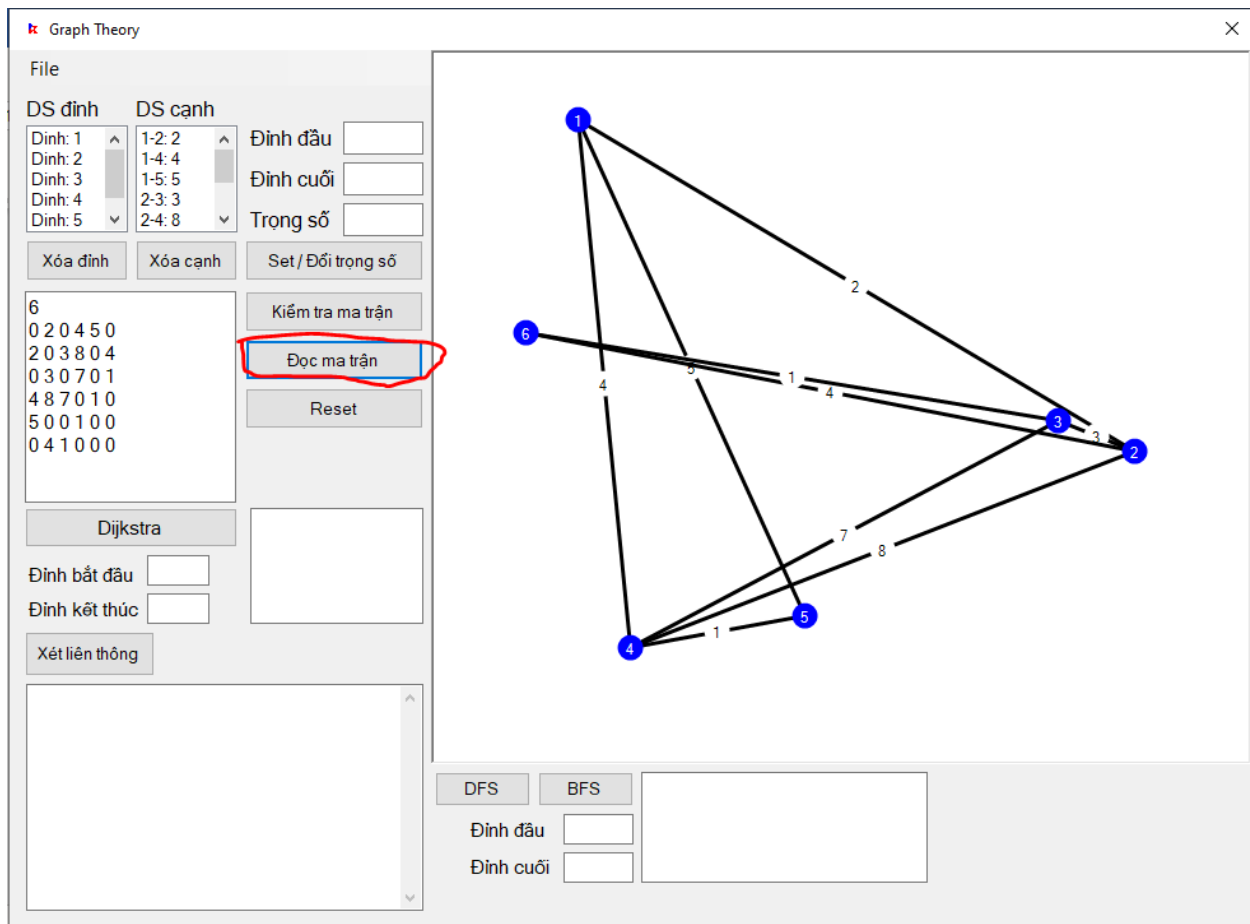 Graph Theory
File
DS đỉnh
DS cạnh
Dinh: 1
Dinh: 2
Dinh: 3
Dinh: 4
Dinh: 5
1-2: 2
1-4: 4
1-5: 5
2-3: 3
2-4: 8
Đỉnh đầu
Đỉnh cuối
Trọng số
Xóa đỉnh
Xóa cạnh
Set / Đổi trọng số
6
0 2 0 4 5 0
2 0 3 8 0 4
0 3 0 7 0 1
4 8 7 0 1 0
5 0 0 1 0 0
0 4 1 0 0 0
Kiểm tra ma trận
Đọc ma trận
Reset
Dijkstra
Đỉnh bắt đầu
Đỉnh kết thúc
Xét liên thông
1
2
6
5
4
1
4
3
3
2
7
8
5
1
4
DFS
BFS
Đỉnh đầu
Đỉnh cuối